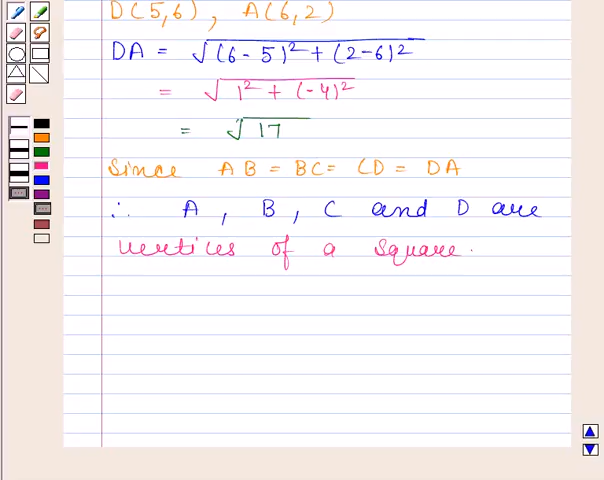 D(5,6) , A(6,2)
DA = √(6-5)² + (2-6)²
= √1² + (-4)²
= √17
Since AB = BC = CD = DA
∴ A, B, C and D are
vertices of a square.